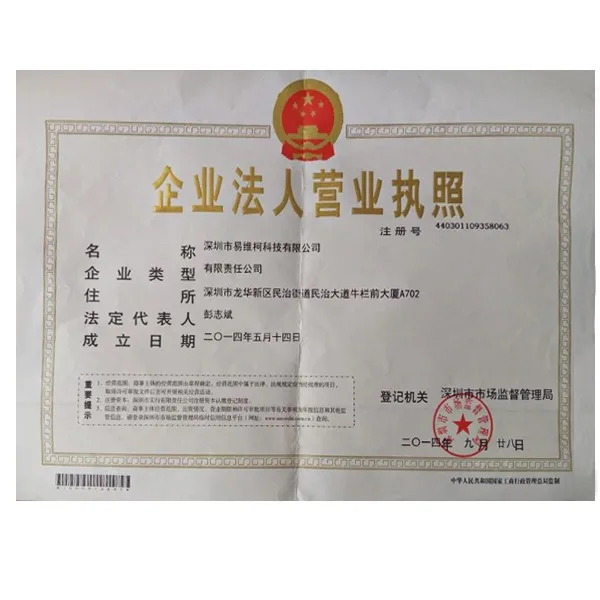 企业法人营业执照
注册号 440301109358063
名称 深圳市易维柯科技有限公司
企业类型 有限责任公司
住所 深圳市龙华新区民治街道民治大道牛栏前大厦A702
法定代表人 彭志斌
成立日期 二〇一四年五月十四日
重要提示
登记机关 深圳市市场监督管理局
二〇一四年 九月 廿八日
中华人民共和国国家工商行政管理总局监制